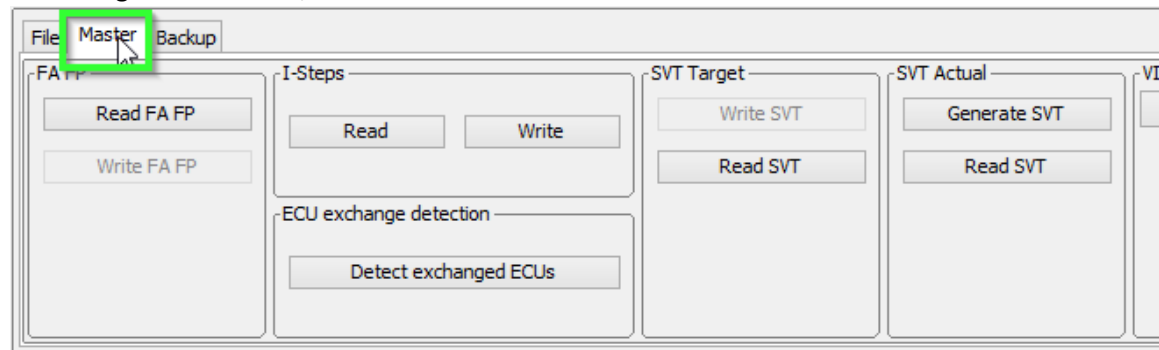 File Master Backup
FA FP
Read FA FP
Write FA FP
I-Steps
Read Write
ECU exchange detection
Detect exchanged ECUs
SVT Target
Write SVT
Read SVT
SVT Actual
Generate SVT
Read SVT